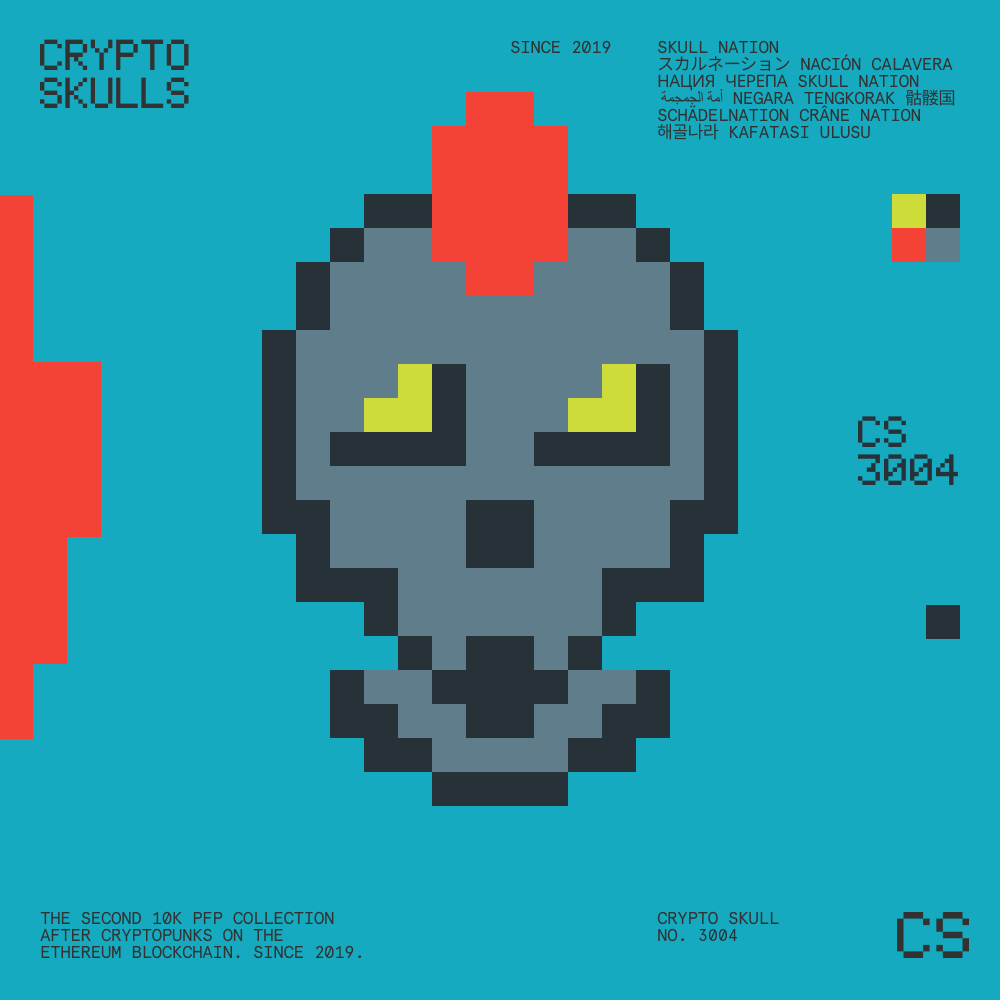 CRYPTO
SKULLS
SINCE 2019
SKULL NATION
スカルネーション NACIÓN CALAVERA
НАЦИЯ ЧЕРЕПА SKULL NATION
أمة الجمجمة NEGARA TENGKORAK 骷髅国
SCHÄDELNATION CRÂNE NATION
해골나라 KAFATASI ULUSU
CS
3004
THE SECOND 10K PFP COLLECTION
AFTER CRYPTOPUNKS ON THE
ETHEREUM BLOCKCHAIN. SINCE 2019.
CRYPTO SKULL
NO. 3004
CS